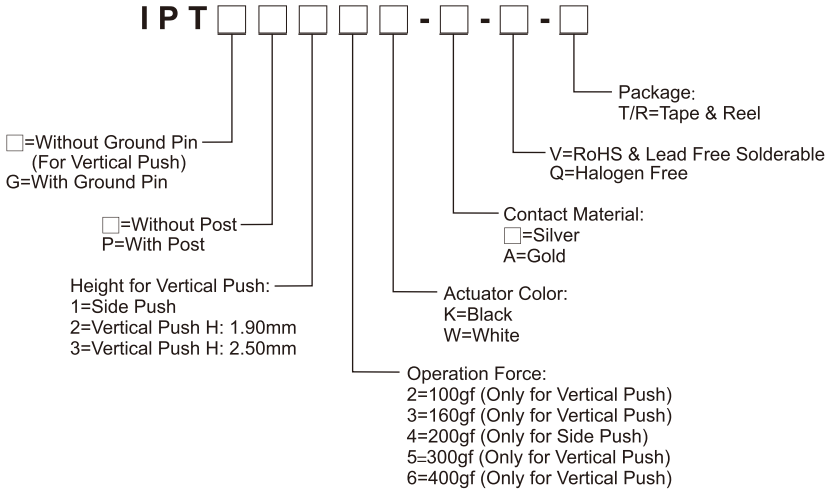 IPT□□□□□-□-□-□
Package:
T/R=Tape & Reel
□=Without Ground Pin
(For Vertical Push)
G=With Ground Pin
V=RoHS & Lead Free Solderable
Q=Halogen Free
□=Without Post
P=With Post
Contact Material:
□=Silver
A=Gold
Height for Vertical Push:
1=Side Push
2=Vertical Push H: 1.90mm
3=Vertical Push H: 2.50mm
Actuator Color:
K=Black
W=White
Operation Force:
2=100gf (Only for Vertical Push)
3=160gf (Only for Vertical Push)
4=200gf (Only for Side Push)
5=300gf (Only for Vertical Push)
6=400gf (Only for Vertical Push)